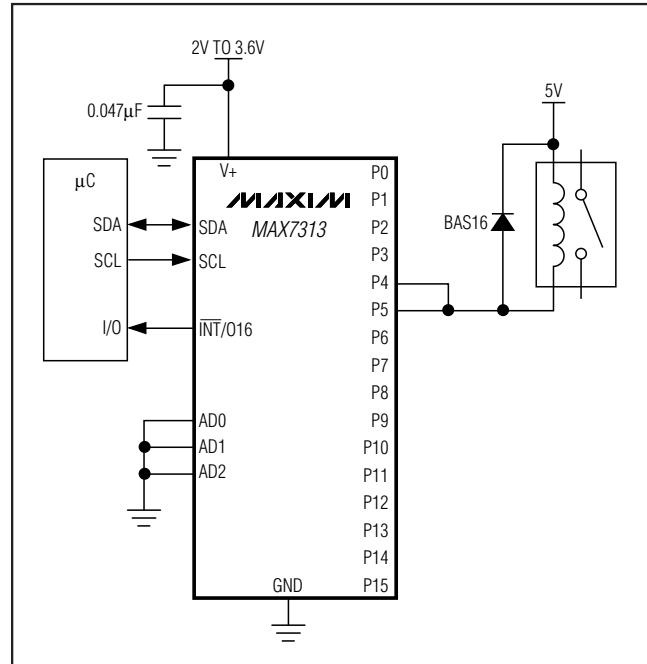 2V TO 3.6V
0.047µF
5V
µC
V+
MAXIM
MAX7313
SDA
SDA
SCL
SCL
I/O
INT/O16
AD0
AD1
AD2
GND
P0
P1
P2
P3
P4
P5
P6
P7
P8
P9
P10
P11
P12
P13
P14
P15
BAS16